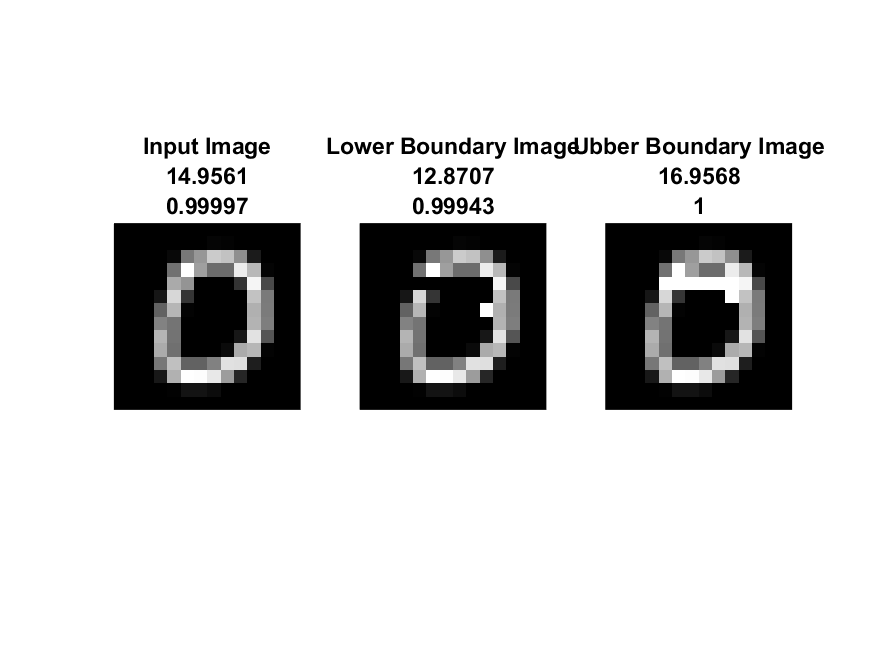 Input Image
14.9561
0.99997
Lower Boundary Image
12.8707
0.99943
Ubber Boundary Image
16.9568
1